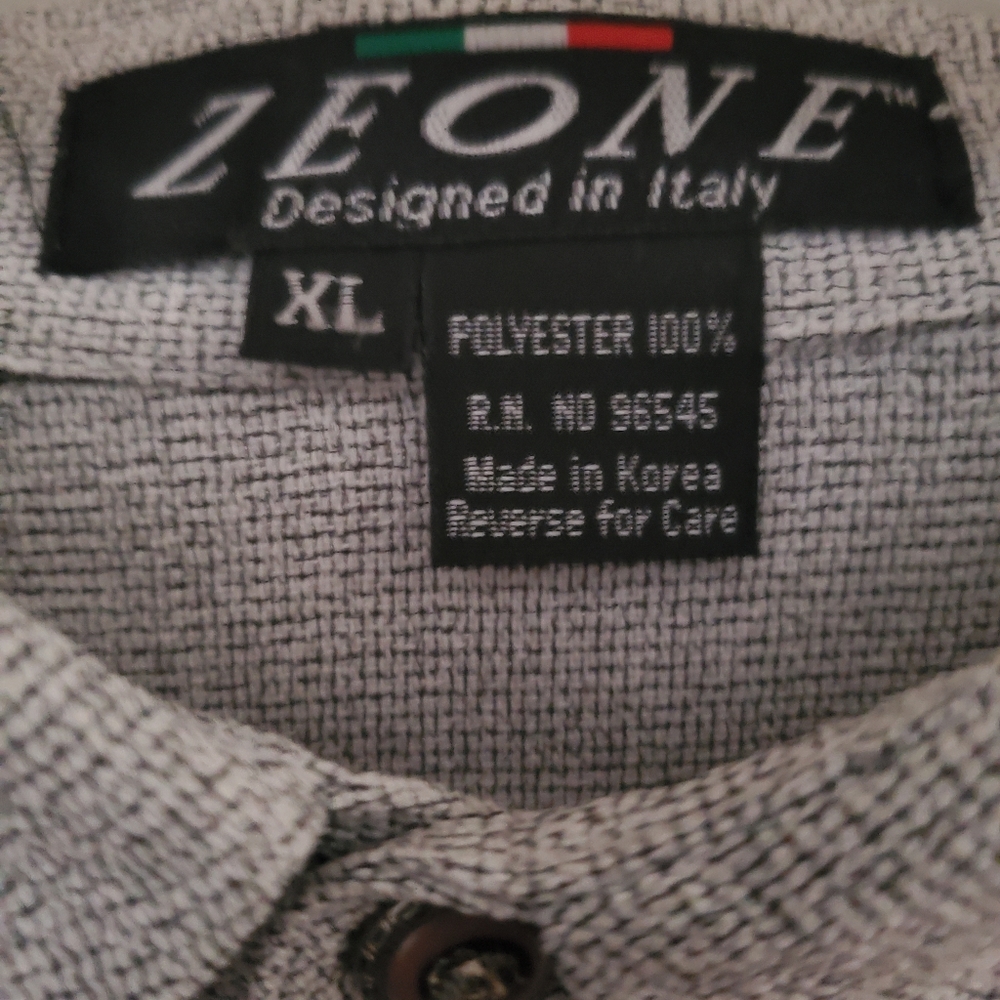 ZEONE™
Designed in Italy
XL
POLYESTER 100%
R.N. NO 96545
Made in Korea
Reverse for Care